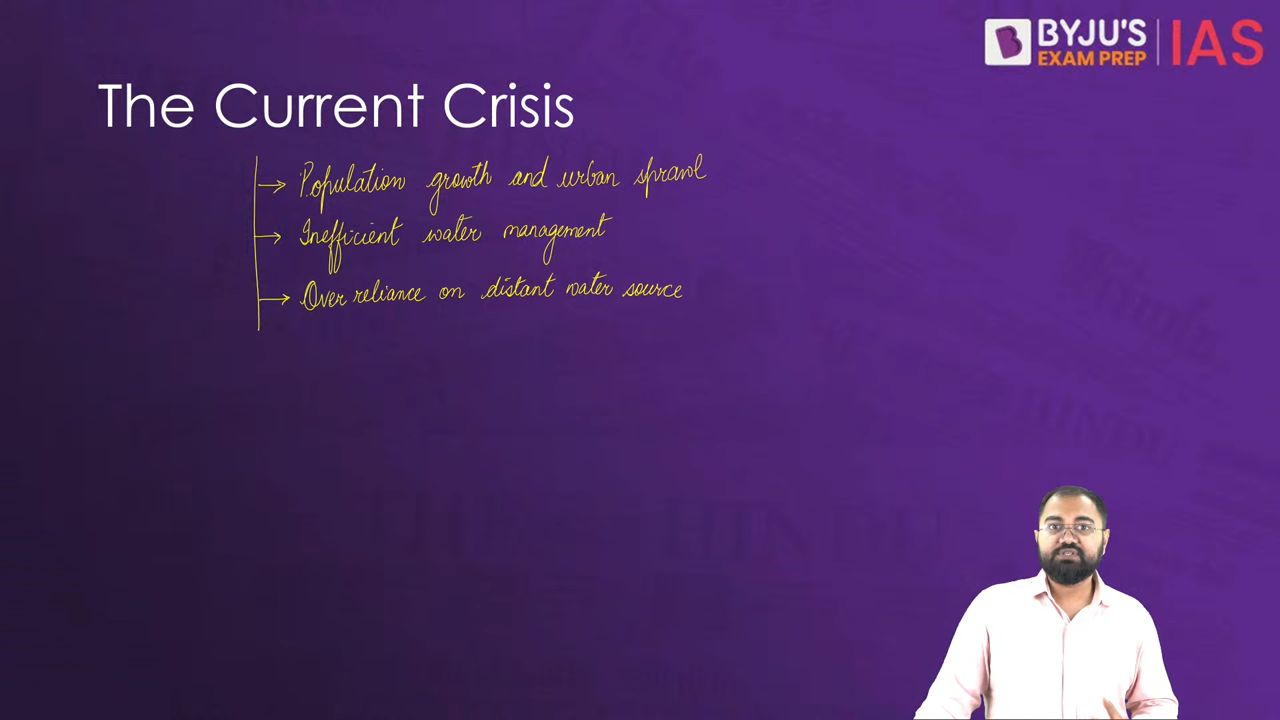 BYJU'S
EXAM PREP
IAS
The Current Crisis
Population growth and urban sprawl
Inefficient water management
Over reliance on distant water source
HINDU